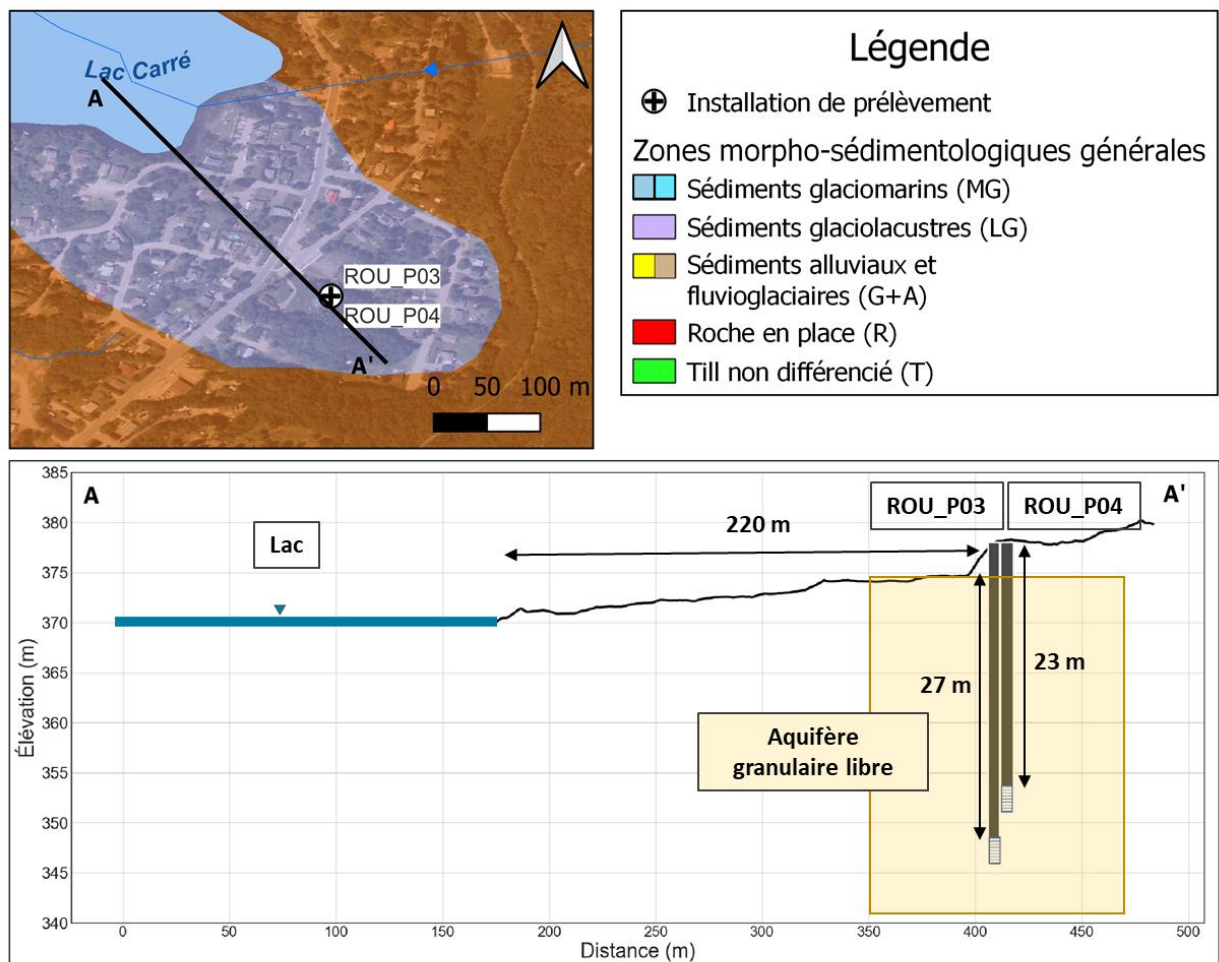 Lac Carré
A
ROU_P03
ROU_P04
A'
0 50 100 m
Légende
Installation de prélèvement
Zones morpho-sédimentologiques générales
Sédiments glaciomarins (MG)
Sédiments glaciolacustres (LG)
Sédiments alluviaux et
fluvioglaciaires (G+A)
Roche en place (R)
Till non différencié (T)
A
A'
ROU_P03
ROU_P04
220 m
Lac
27 m
23 m
Aquifère
granulaire libre
Élévation (m)
385
380
375
370
365
360
355
350
345
340
0 50 100 150 200 250 300 350 400 450 500
Distance (m)